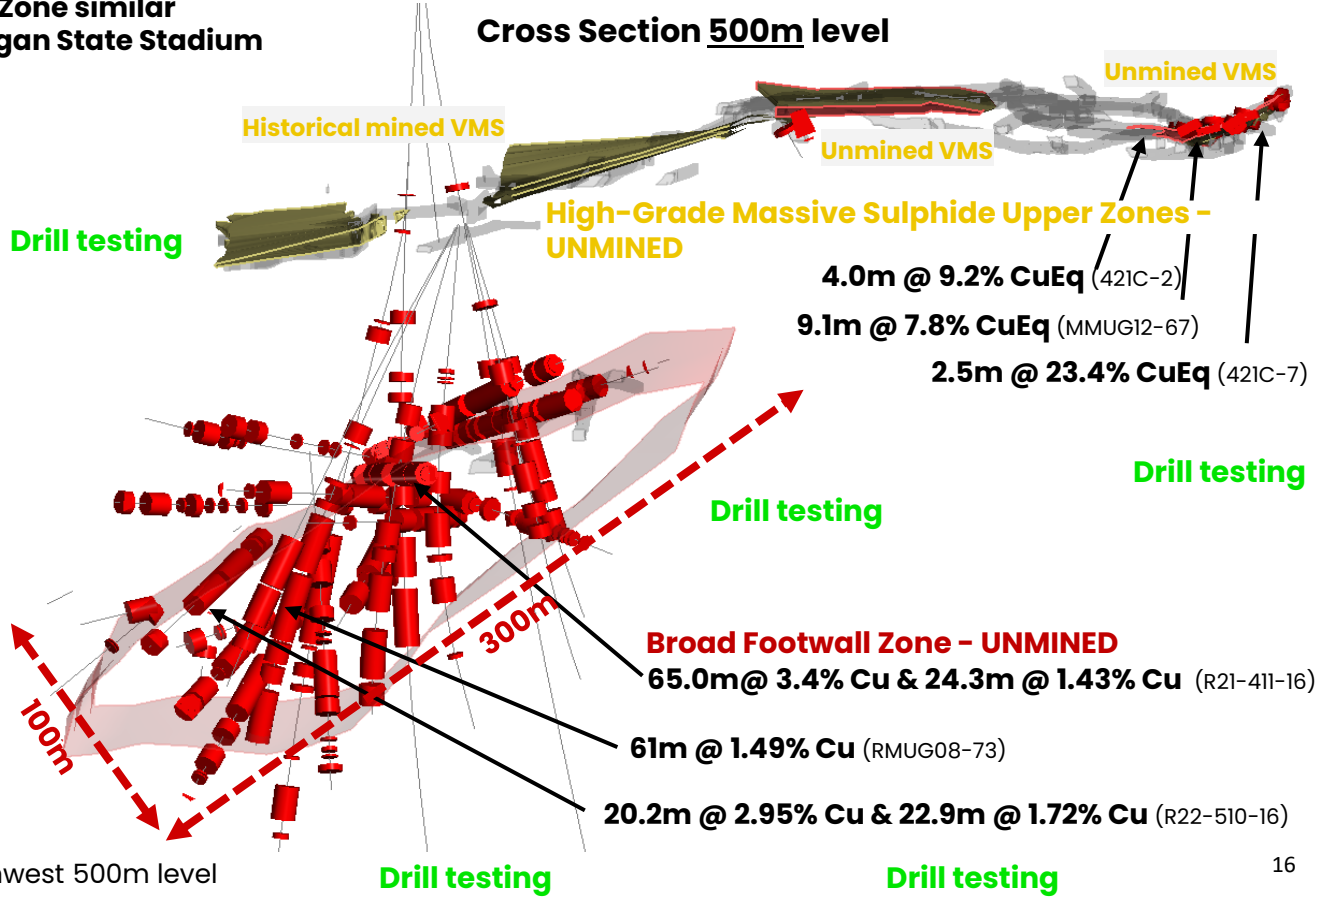 Zone similar
gan State Stadium
Cross Section 500m level
Unmined VMS
Historical mined VMS
Unmined VMS
High-Grade Massive Sulphide Upper Zones -
UNMINED
Drill testing
4.0m @ 9.2% CuEq (421C-2)
9.1m @ 7.8% CuEq (MMUG12-67)
2.5m @ 23.4% CuEq (421C-7)
Drill testing
Drill testing
300m
Broad Footwall Zone - UNMINED
65.0m@ 3.4% Cu & 24.3m @ 1.43% Cu (R21-411-16)
100m
61m @ 1.49% Cu (RMUG08-73)
20.2m @ 2.95% Cu & 22.9m @ 1.72% Cu (R22-510-16)
west 500m level
Drill testing
Drill testing
16